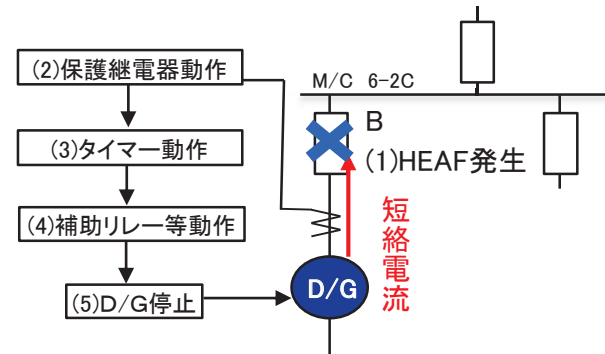 (2)保護継電器動作
(3)タイマー動作
(4)補助リレー等動作
(5)D/G停止
M/C 6-2C
B
(1)HEAF発生
短絡電流
D/G